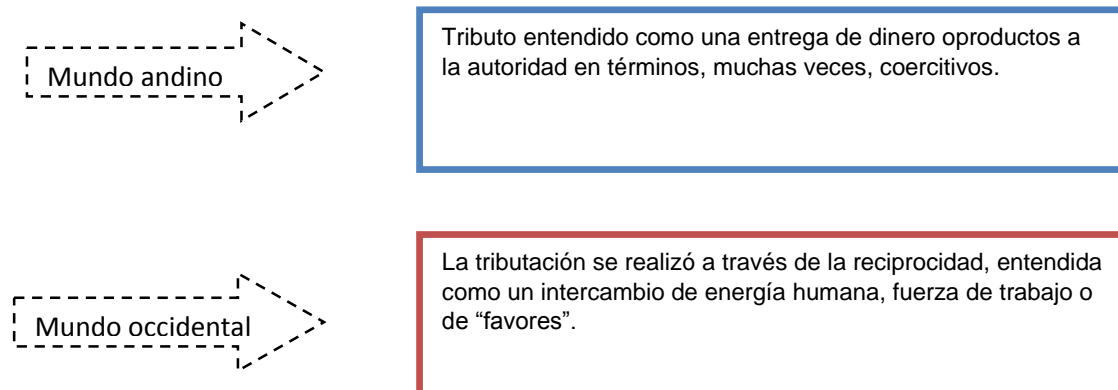 Mundo andino
Tributo entendido como una entrega de dinero oproductos a
la autoridad en términos, muchas veces, coercitivos.
Mundo occidental
La tributación se realizó a través de la reciprocidad, entendida
como un intercambio de energía humana, fuerza de trabajo o
de “favores”.